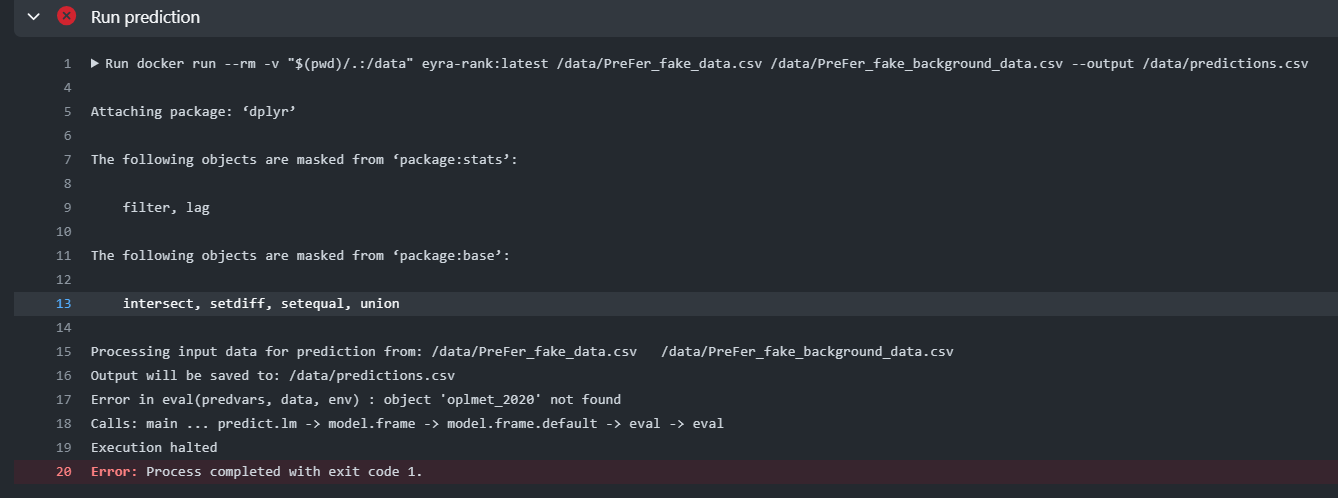 Run prediction
1 Run docker run --rm -v "$(pwd)/.:/data" eyra-rank:latest /data/PreFer_fake_data.csv /data/PreFer_fake_background_data.csv --output /data/predictions.csv
4
5 Attaching package: ‘dplyr’
6
7 The following objects are masked from ‘package:stats’:
8
9 filter, lag
10
11 The following objects are masked from ‘package:base’:
12
13 intersect, setdiff, setequal, union
14
15 Processing input data for prediction from: /data/PreFer_fake_data.csv /data/PreFer_fake_background_data.csv
16 Output will be saved to: /data/predictions.csv
17 Error in eval(predvars, data, env) : object 'oplmet_2020' not found
18 Calls: main ... predict.lm -> model.frame -> model.frame.default -> eval -> eval
19 Execution halted
20 Error: Process completed with exit code 1.